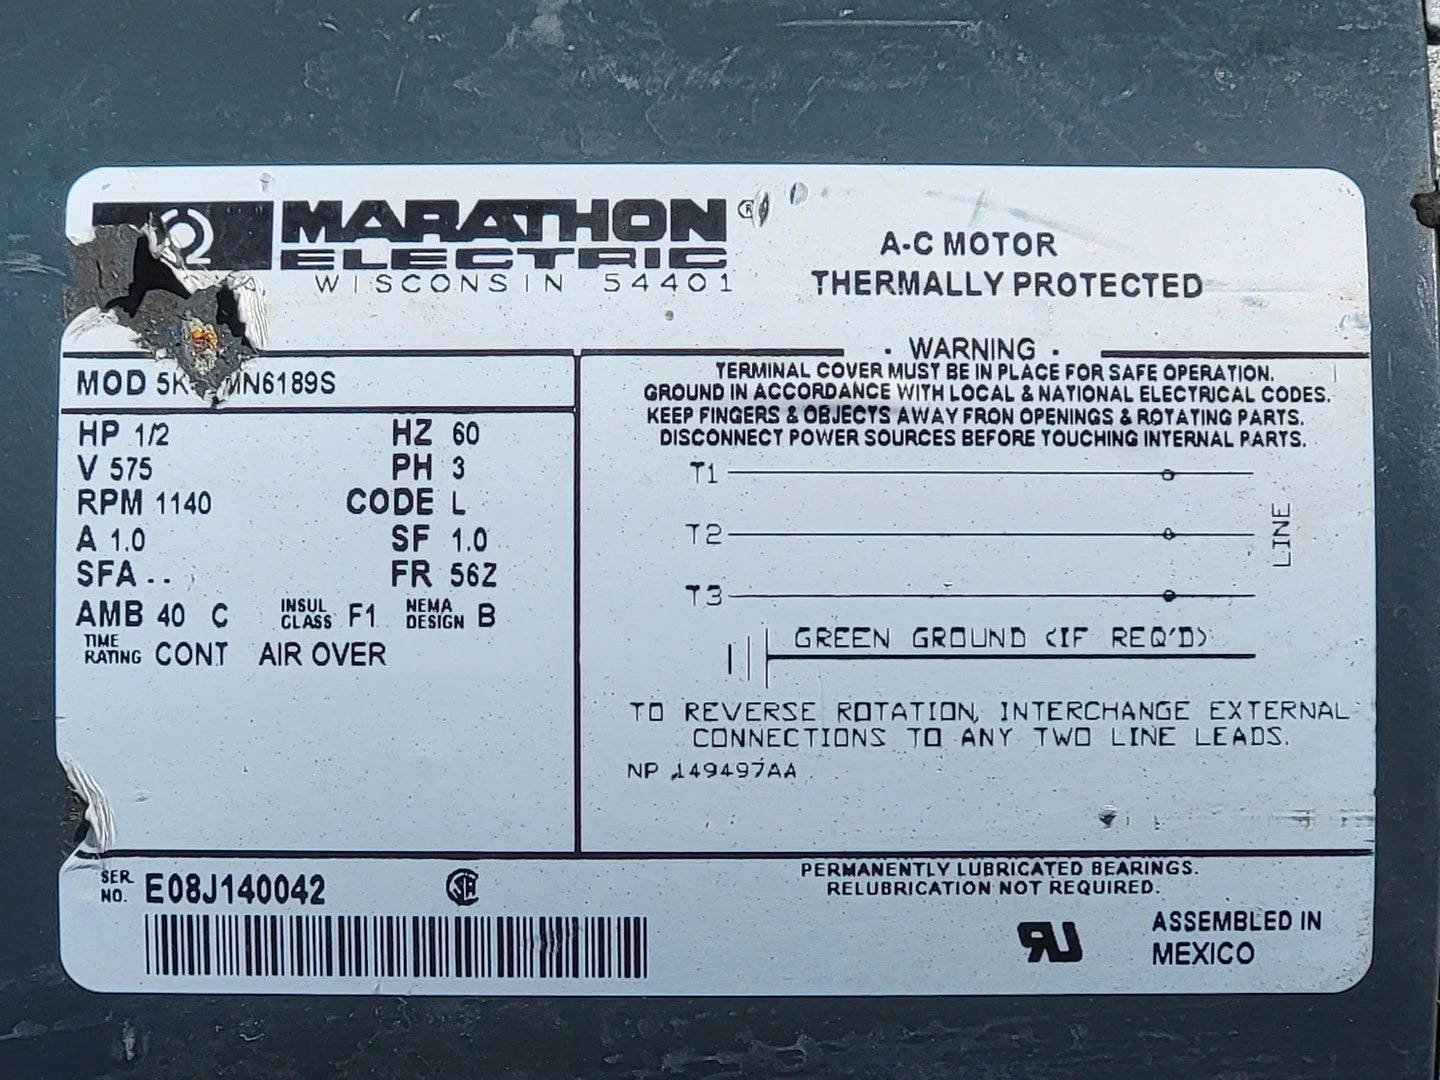 MARATHON ®
ELECTRIC
WISCONSIN 54401
A-C MOTOR
THERMALLY PROTECTED
MOD 5K MN6189S
HP 1/2 HZ 60
V 575 PH 3
RPM 1140 CODE L
A 1.0 SF 1.0
SFA -- FR 56Z
AMB 40 C INSUL CLASS F1 NEMA DESIGN B
TIME RATING CONT AIR OVER
· WARNING ·
TERMINAL COVER MUST BE IN PLACE FOR SAFE OPERATION.
GROUND IN ACCORDANCE WITH LOCAL & NATIONAL ELECTRICAL CODES.
KEEP FINGERS & OBJECTS AWAY FRON OPENINGS & ROTATING PARTS.
DISCONNECT POWER SOURCES BEFORE TOUCHING INTERNAL PARTS.
T1
T2
T3
LINE
GREEN GROUND (IF REQ'D)
TO REVERSE ROTATION, INTERCHANGE EXTERNAL
CONNECTIONS TO ANY TWO LINE LEADS.
NP 149497AA
SER. NO. E08J140042
SA
PERMANENTLY LUBRICATED BEARINGS.
RELUBRICATION NOT REQUIRED.
RU
ASSEMBLED IN
MEXICO